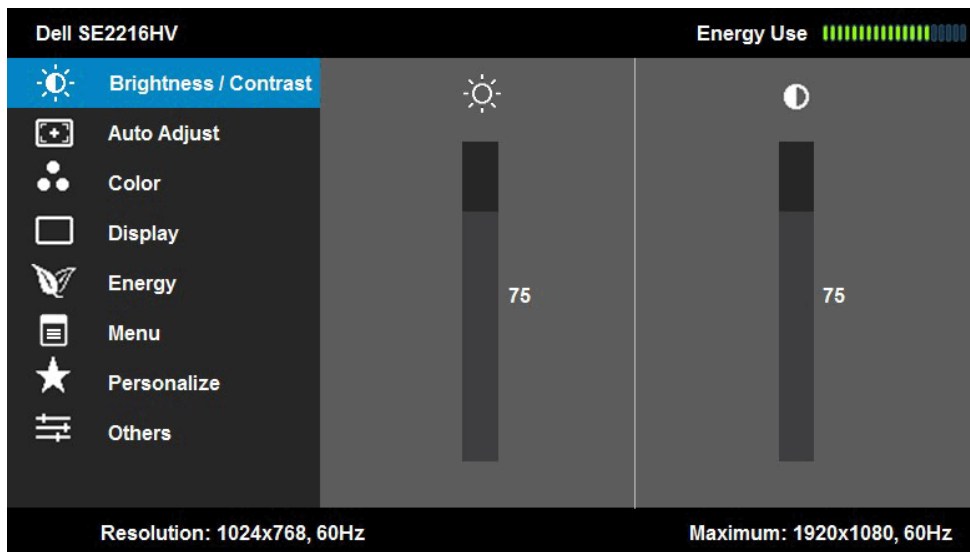 Dell SE2216HV
Energy Use
Brightness / Contrast
Auto Adjust
Color
Display
Energy
Menu
Personalize
Others
75
75
Resolution: 1024x768, 60Hz
Maximum: 1920x1080, 60Hz